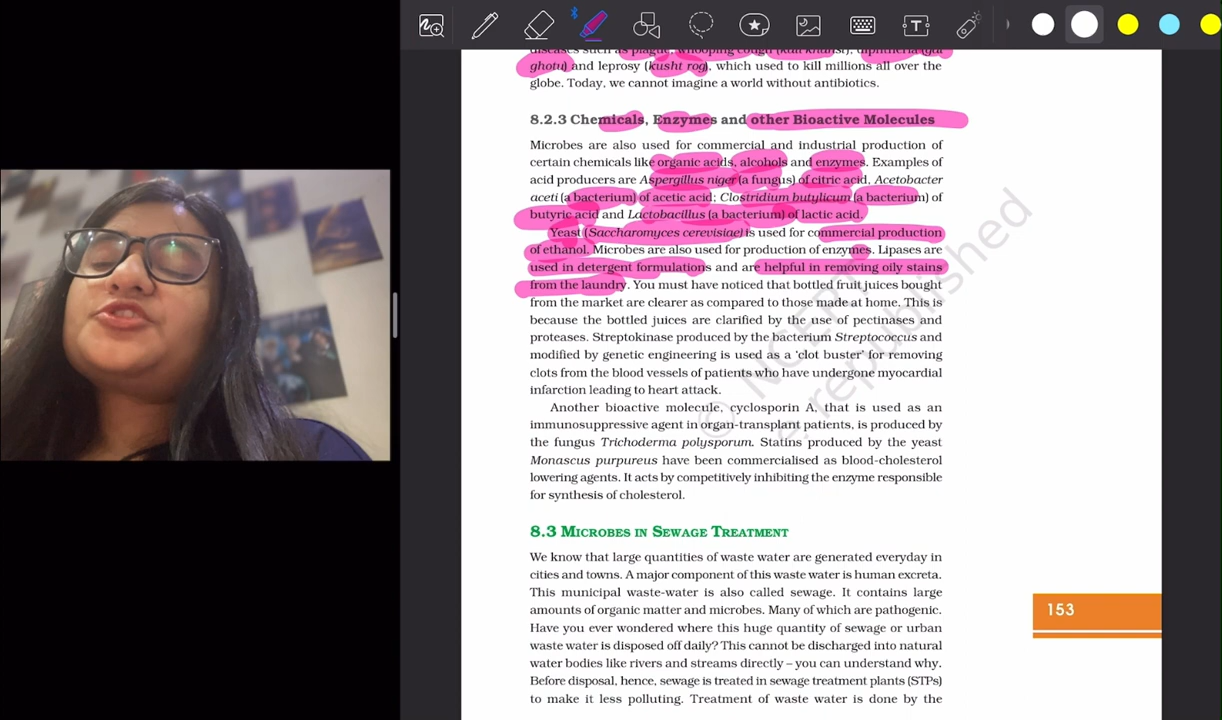 diseases such as plague, whooping cough (kali khansi), diphtheria (gal
ghotu) and leprosy (kusht rog), which used to kill millions all over the
globe. Today, we cannot imagine a world without antibiotics.
8.2.3 Chemicals, Enzymes and other Bioactive Molecules
Microbes are also used for commercial and industrial production of
certain chemicals like organic acids, alcohols and enzymes. Examples of
acid producers are Aspergillus niger (a fungus) of citric acid, Acetobacter
aceti (a bacterium) of acetic acid; Clostridium butylicum (a bacterium) of
butyric acid and Lactobacillus (a bacterium) of lactic acid.
Yeast (Saccharomyces cerevisiae) is used for commercial production
of ethanol. Microbes are also used for production of enzymes. Lipases are
used in detergent formulations and are helpful in removing oily stains
from the laundry. You must have noticed that bottled fruit juices bought
from the market are clearer as compared to those made at home. This is
because the bottled juices are clarified by the use of pectinases and
proteases. Streptokinase produced by the bacterium Streptococcus and
modified by genetic engineering is used as a ‘clot buster’ for removing
clots from the blood vessels of patients who have undergone myocardial
infarction leading to heart attack.
Another bioactive molecule, cyclosporin A, that is used as an
immunosuppressive agent in organ-transplant patients, is produced by
the fungus Trichoderma polysporum. Statins produced by the yeast
Monascus purpureus have been commercialised as blood-cholesterol
lowering agents. It acts by competitively inhibiting the enzyme responsible
for synthesis of cholesterol.
8.3 MICROBES IN SEWAGE TREATMENT
We know that large quantities of waste water are generated everyday in
cities and towns. A major component of this waste water is human excreta.
This municipal waste-water is also called sewage. It contains large
amounts of organic matter and microbes. Many of which are pathogenic.
Have you ever wondered where this huge quantity of sewage or urban
waste water is disposed off daily? This cannot be discharged into natural
water bodies like rivers and streams directly – you can understand why.
Before disposal, hence, sewage is treated in sewage treatment plants (STPs)
to make it less polluting. Treatment of waste water is done by the
153
© NCERT
republished